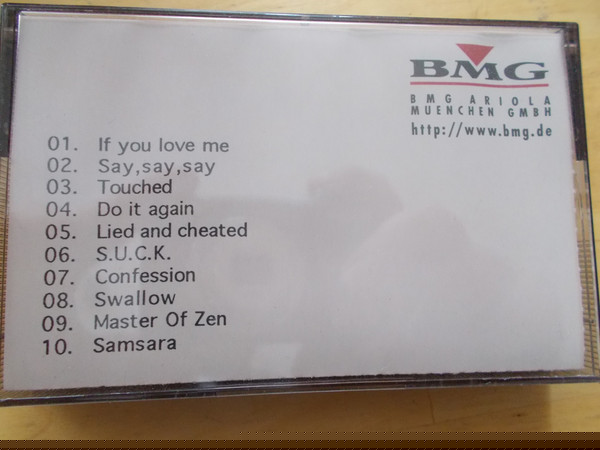 BMG
BMG ARIOLA
MUENCHEN GMBH
http://www.bmg.de
01. If you love me
02. Say,say,say
03. Touched
04. Do it again
05. Lied and cheated
06. S.U.C.K.
07. Confession
08. Swallow
09. Master Of Zen
10. Samsara